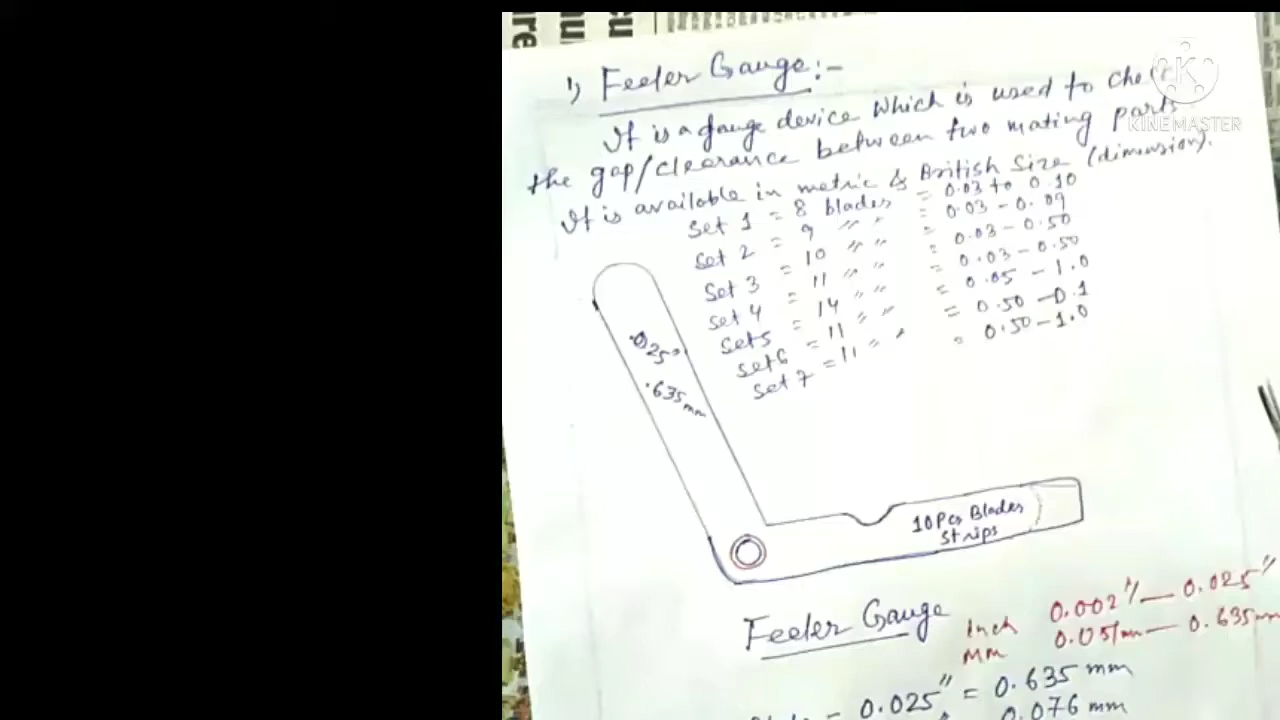 1) Feeler Gauge:-
It is a gauge device which is used to check
the gap/clearance between two mating parts
It is available in metric & British Size (dimension).
Set 1 = 8 blades = 0.03 to 0.10
Set 2 = 9 " " = 0.03 - 0.09
Set 3 = 10 " " = 0.03 - 0.50
Set 4 = 11 " " = 0.03 - 0.50
Set 5 = 14 " " = 0.05 - 1.0
Set 6 = 11 " " = 0.50 - 0.1
Set 7 = 11 " " = 0.50 - 1.0
.025"
.635mm
10 Pcs Blades
Strips
Feeler Gauge
Inch 0.002" — 0.025"
MM 0.051mm — 0.635mm
= 0.025" = 0.635 mm
0.076 mm
KINEMASTER